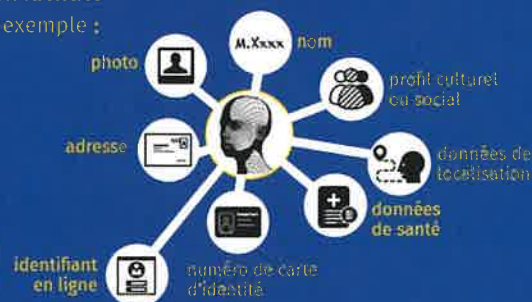 exemple :
M.Xxxx nom
photo
profil culturel
ou social
adresse
données de
localisation
données
de santé
identifiant
en ligne
numéro de carte
d'identité